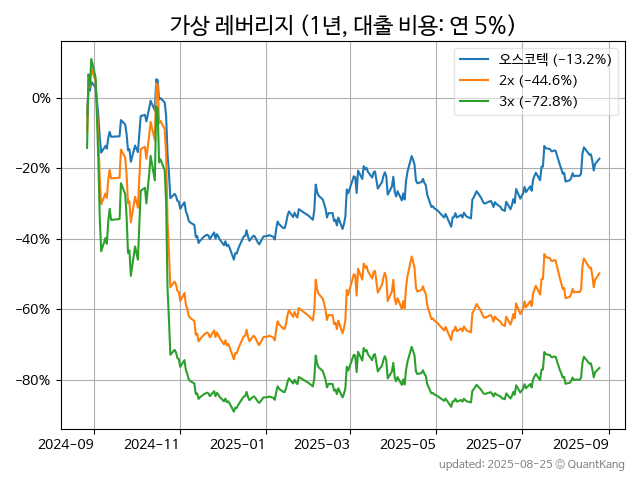 가상 레버리지 (1년, 대출 비용: 연 5%)
오스코텍 (−13.2%)
2x (−44.6%)
3x (−72.8%)
0%
−20%
−40%
−60%
−80%
2024-09 2024-11 2025-01 2025-03 2025-05 2025-07 2025-09
updated: 2025-08-25 © QuantKang